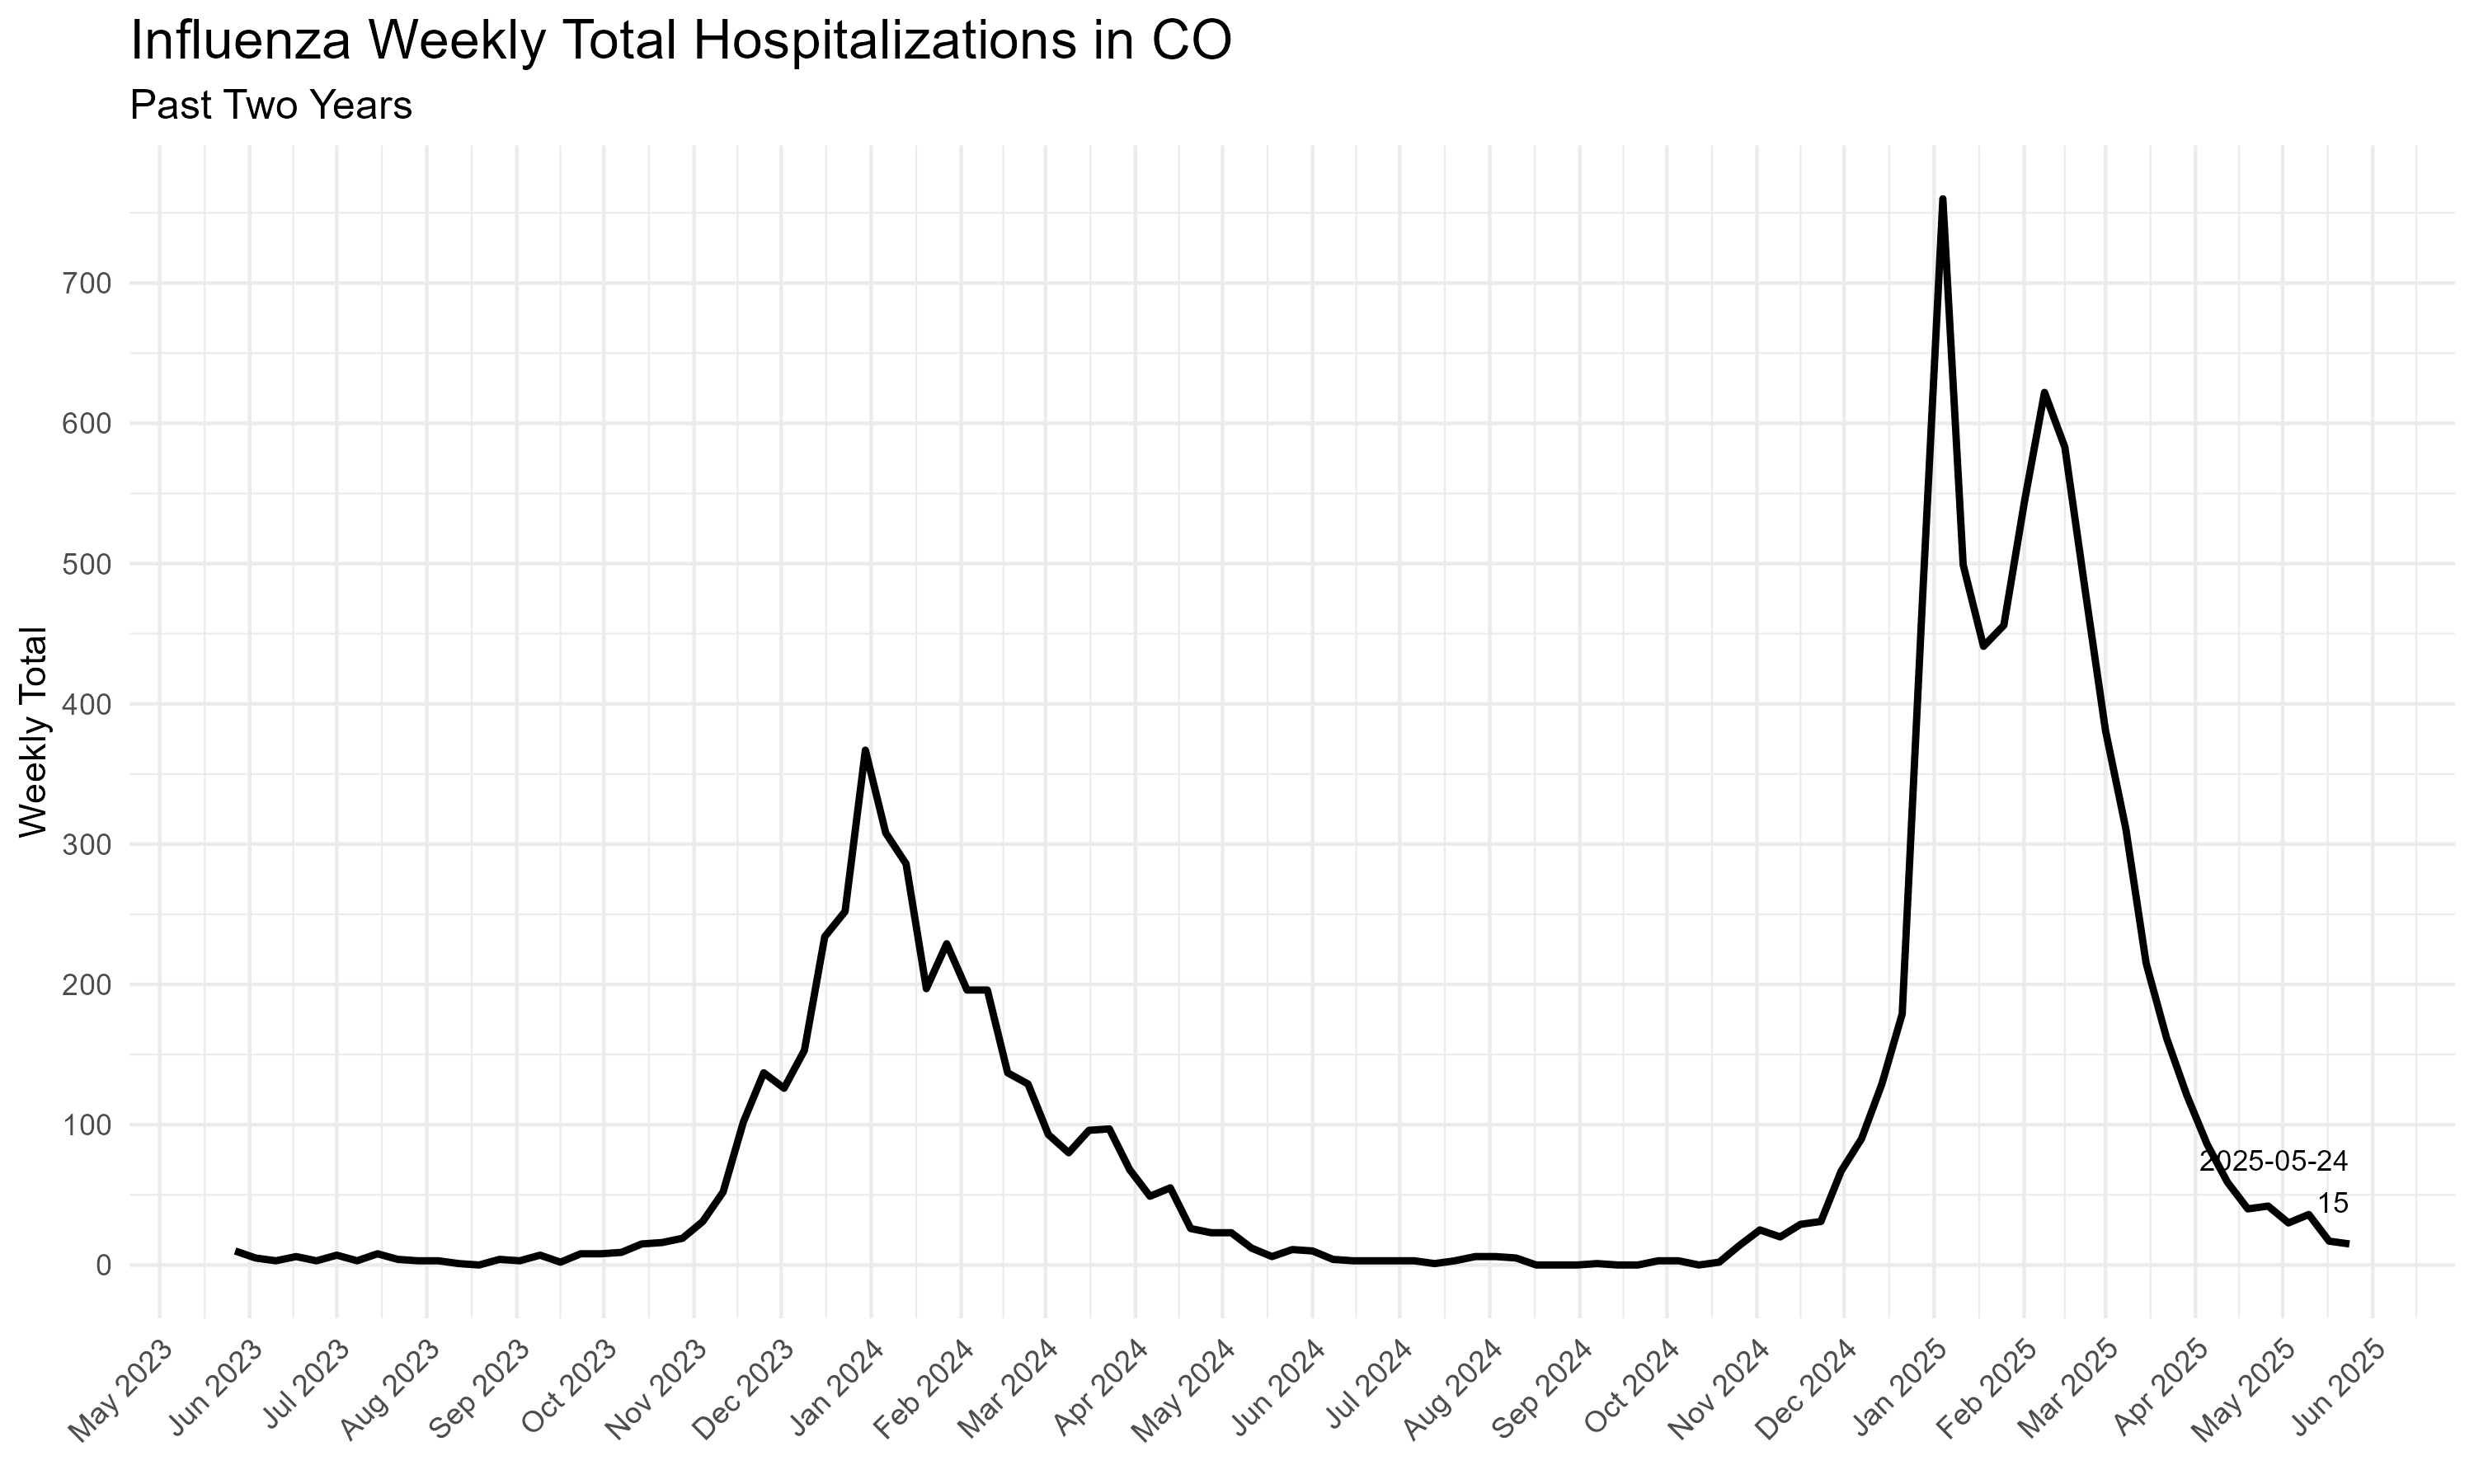 Influenza Weekly Total Hospitalizations in CO
Past Two Years
Weekly Total
700
600
500
400
300
200
100
0
2025-05-24
15
May 2023
Jun 2023
Jul 2023
Aug 2023
Sep 2023
Oct 2023
Nov 2023
Dec 2023
Jan 2024
Feb 2024
Mar 2024
Apr 2024
May 2024
Jun 2024
Jul 2024
Aug 2024
Sep 2024
Oct 2024
Nov 2024
Dec 2024
Jan 2025
Feb 2025
Mar 2025
Apr 2025
May 2025
Jun 2025